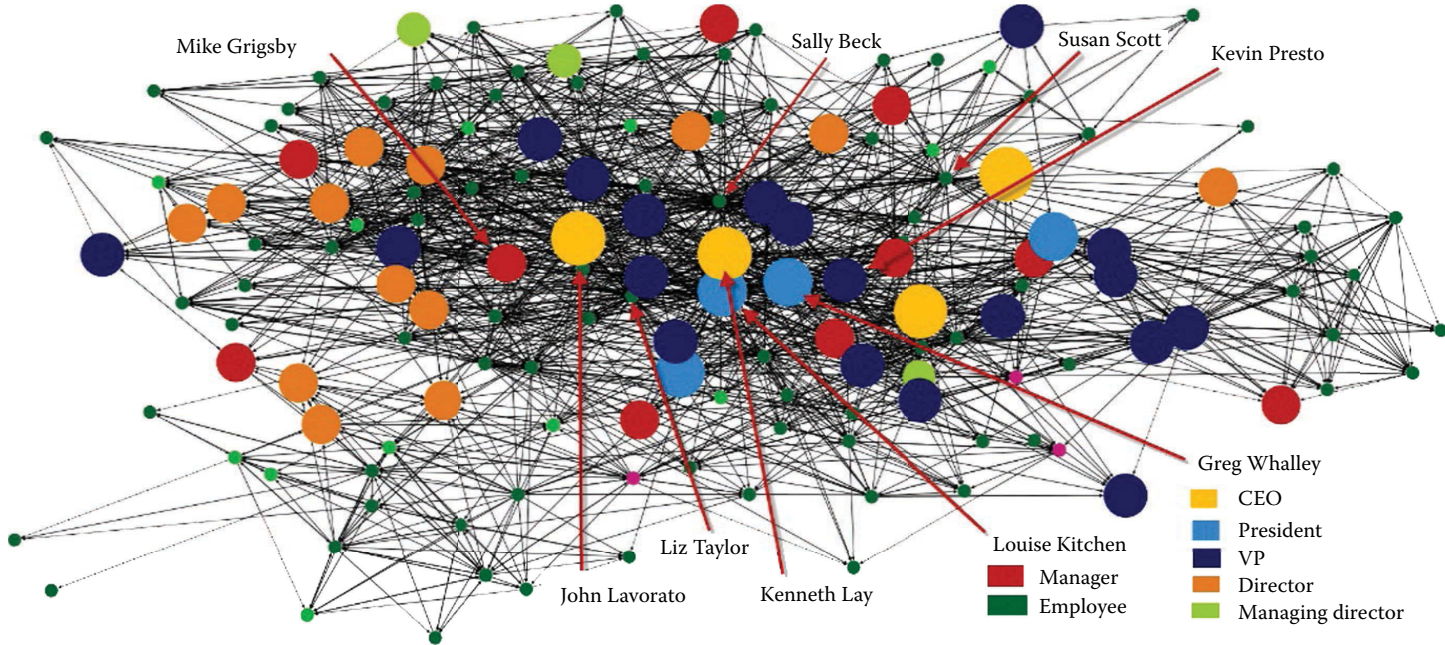 Mike Grigsby
Sally Beck
Susan Scott
Kevin Presto
Greg Whalley
Louise Kitchen
Liz Taylor
John Lavorato
Kenneth Lay
Manager
Employee
CEO
President
VP
Director
Managing director